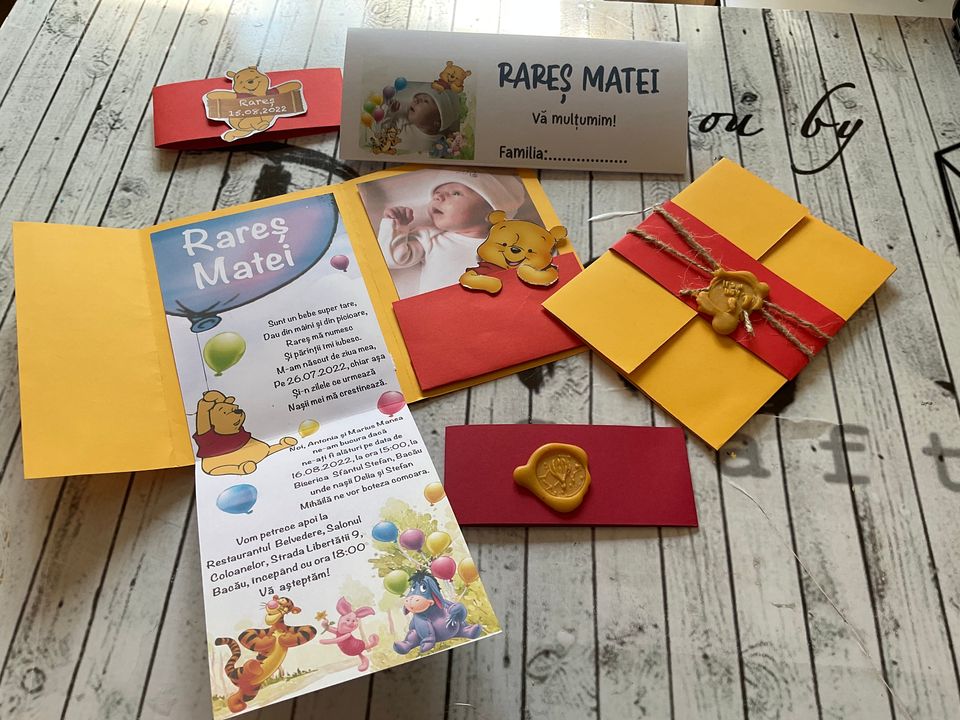 Rareș
15.08.2022
RAREȘ MATEI
Vă mulțumim!
Familia:..................
ou by
Rareș
Matei
Sunt un bebe super tare,
Dau din mâini și din picioare,
Rareș mă numesc
Și părinții îmi iubesc.
M-am născut de ziua mea,
Pe 26.07.2022, chiar așa
Și-n zilele ce urmează
Nașii mei mă creștinează.
Noi, Antonia și Marius Manea
ne-am bucura dacă
ne-ați fi alături pe data de
16.08.2022, la ora 15:00, la
Biserica Sfântul Stefan, Bacău
unde nașii Delia și Stefan
Mihăilă ne vor boteza comoara.
Vom petrece apoi la
Restaurantul Belvedere, Salonul
Coloanelor, Strada Libertății 9,
Bacău, începând cu ora 18:00
Vă așteptăm!
a f t